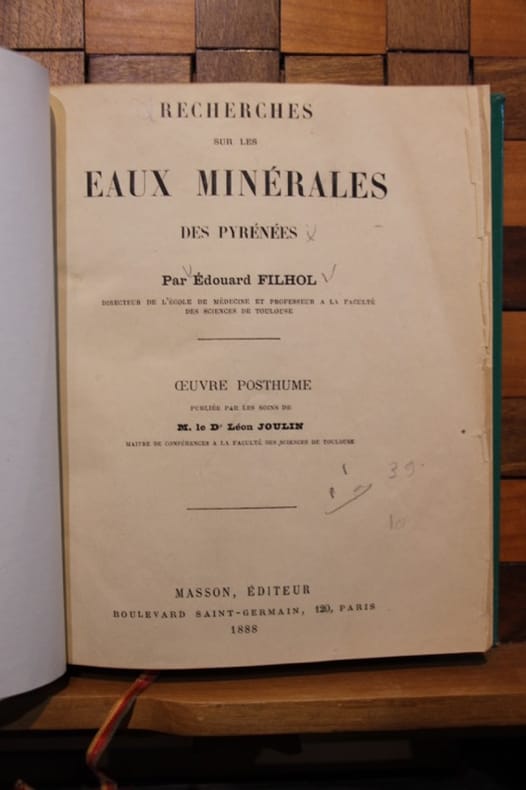 RECHERCHES
SUR LES
EAUX MINÉRALES
DES PYRÉNÉES
Par Édouard FILHOL
DIRECTEUR DE L'ÉCOLE DE MÉDECINE ET PROFESSEUR A LA FACULTÉ
DES SCIENCES DE TOULOUSE
ŒUVRE POSTHUME
PUBLIÉE PAR LES SOINS DE
M. le Dr Léon JOULIN
MAITRE DE CONFÉRENCES A LA FACULTÉ DES SCIENCES DE TOULOUSE
39
MASSON, ÉDITEUR
BOULEVARD SAINT-GERMAIN, 120, PARIS
1888